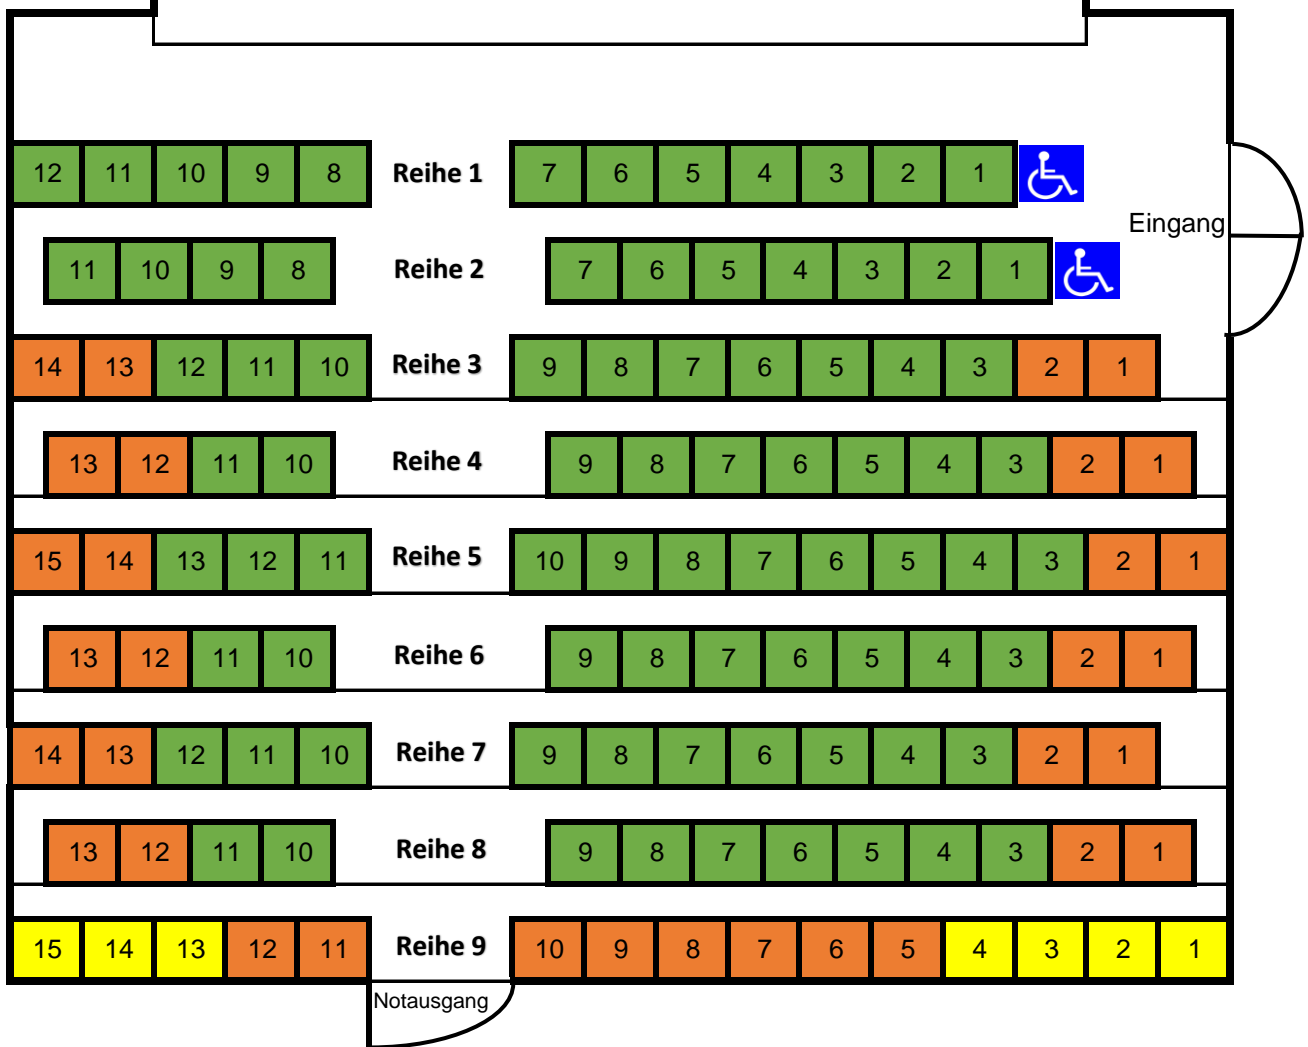 12 11 10 9 8 Reihe 1 7 6 5 4 3 2 1
Eingang
11 10 9 8 Reihe 2 7 6 5 4 3 2 1
14 13 12 11 10 Reihe 3 9 8 7 6 5 4 3 2 1
13 12 11 10 Reihe 4 9 8 7 6 5 4 3 2 1
15 14 13 12 11 Reihe 5 10 9 8 7 6 5 4 3 2 1
13 12 11 10 Reihe 6 9 8 7 6 5 4 3 2 1
14 13 12 11 10 Reihe 7 9 8 7 6 5 4 3 2 1
13 12 11 10 Reihe 8 9 8 7 6 5 4 3 2 1
15 14 13 12 11 Reihe 9 10 9 8 7 6 5 4 3 2 1
Notausgang